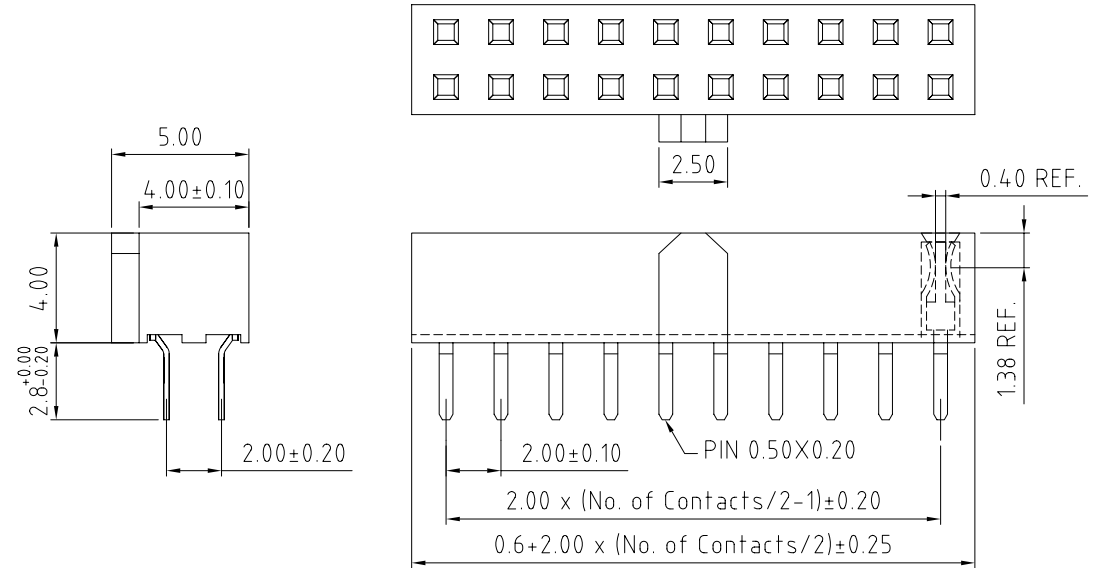 5.00
2.50
0.40 REF.
4.00±0.10
4.00
1.38 REF.
2.8+0.00-0.20
2.00±0.20
2.00±0.10
PIN 0.50X0.20
2.00 x (No. of Contacts/2-1)±0.20
0.6+2.00 x (No. of Contacts/2)±0.25